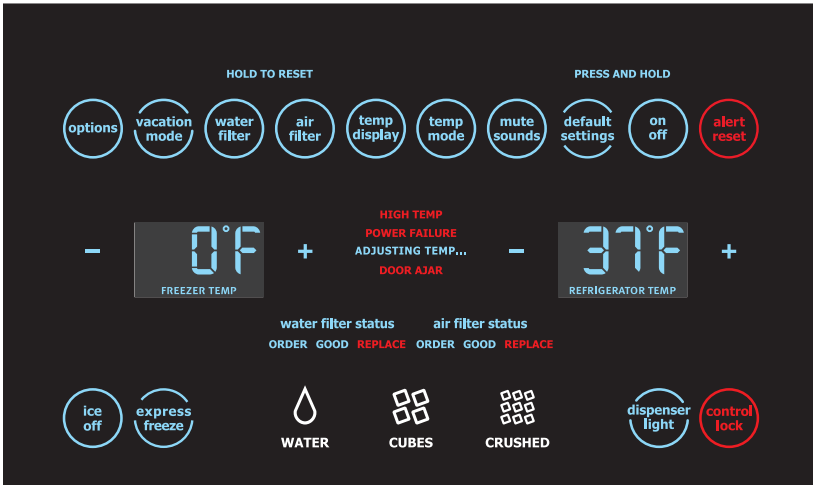 HOLD TO RESET PRESS AND HOLD
options vacation mode water filter air filter temp display temp mode mute sounds default settings on off alert reset
HIGH TEMP
POWER FAILURE
ADJUSTING TEMP...
DOOR AJAR
- 0°F + - 37°F +
FREEZER TEMP REFRIGERATOR TEMP
water filter status air filter status
ORDER GOOD REPLACE ORDER GOOD REPLACE
ice off express freeze WATER CUBES CRUSHED dispenser light control lock